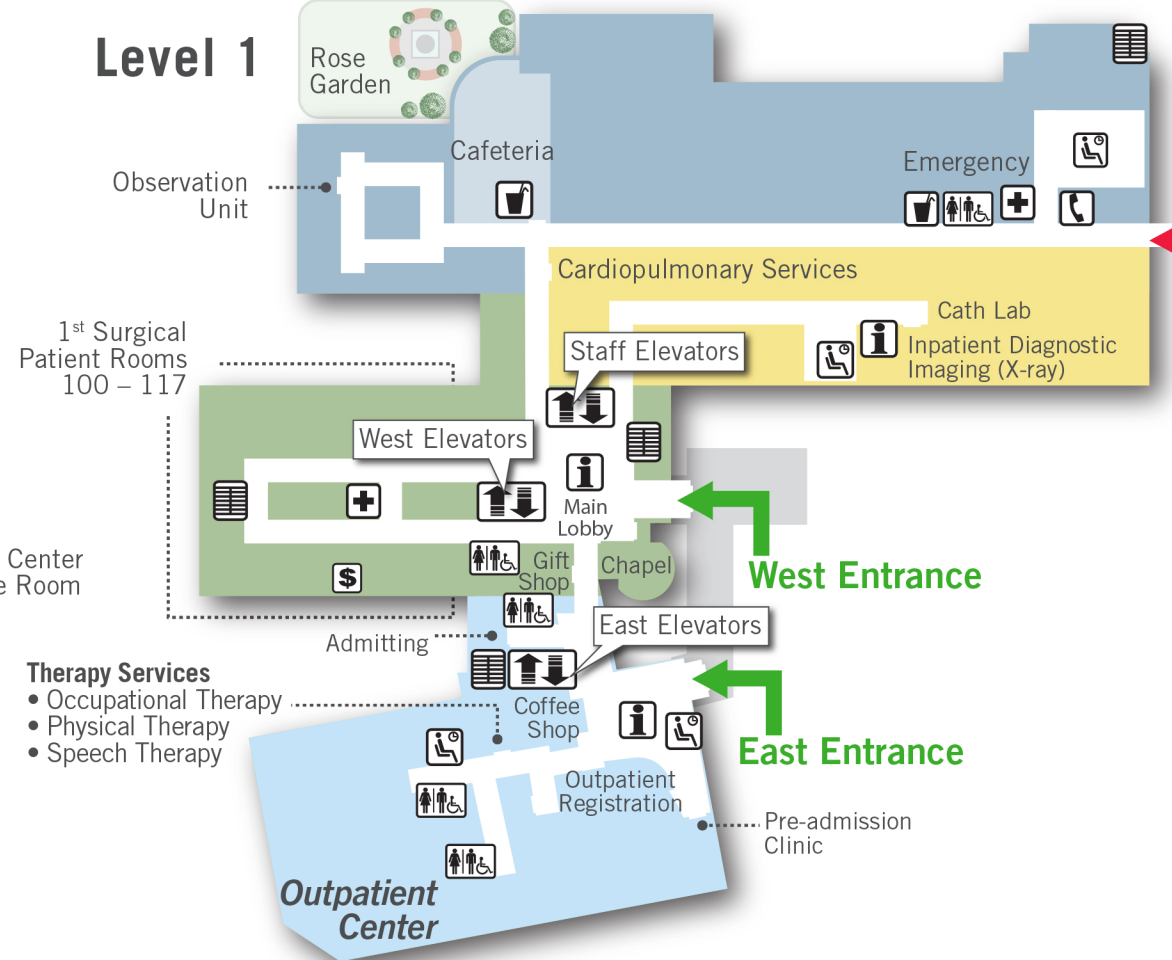 Level 1
Rose
Garden
Cafeteria
Observation
Unit
Emergency
Cardiopulmonary Services
Cath Lab
Inpatient Diagnostic
Imaging (X-ray)
1st Surgical
Patient Rooms
100 – 117
Staff Elevators
West Elevators
i
i
Main
Lobby
Gift
Shop
Chapel
$
Center
e Room
West Entrance
Admitting
East Elevators
Therapy Services
• Occupational Therapy
• Physical Therapy
• Speech Therapy
Coffee
Shop
i
East Entrance
Outpatient
Registration
Pre-admission
Clinic
Outpatient
Center